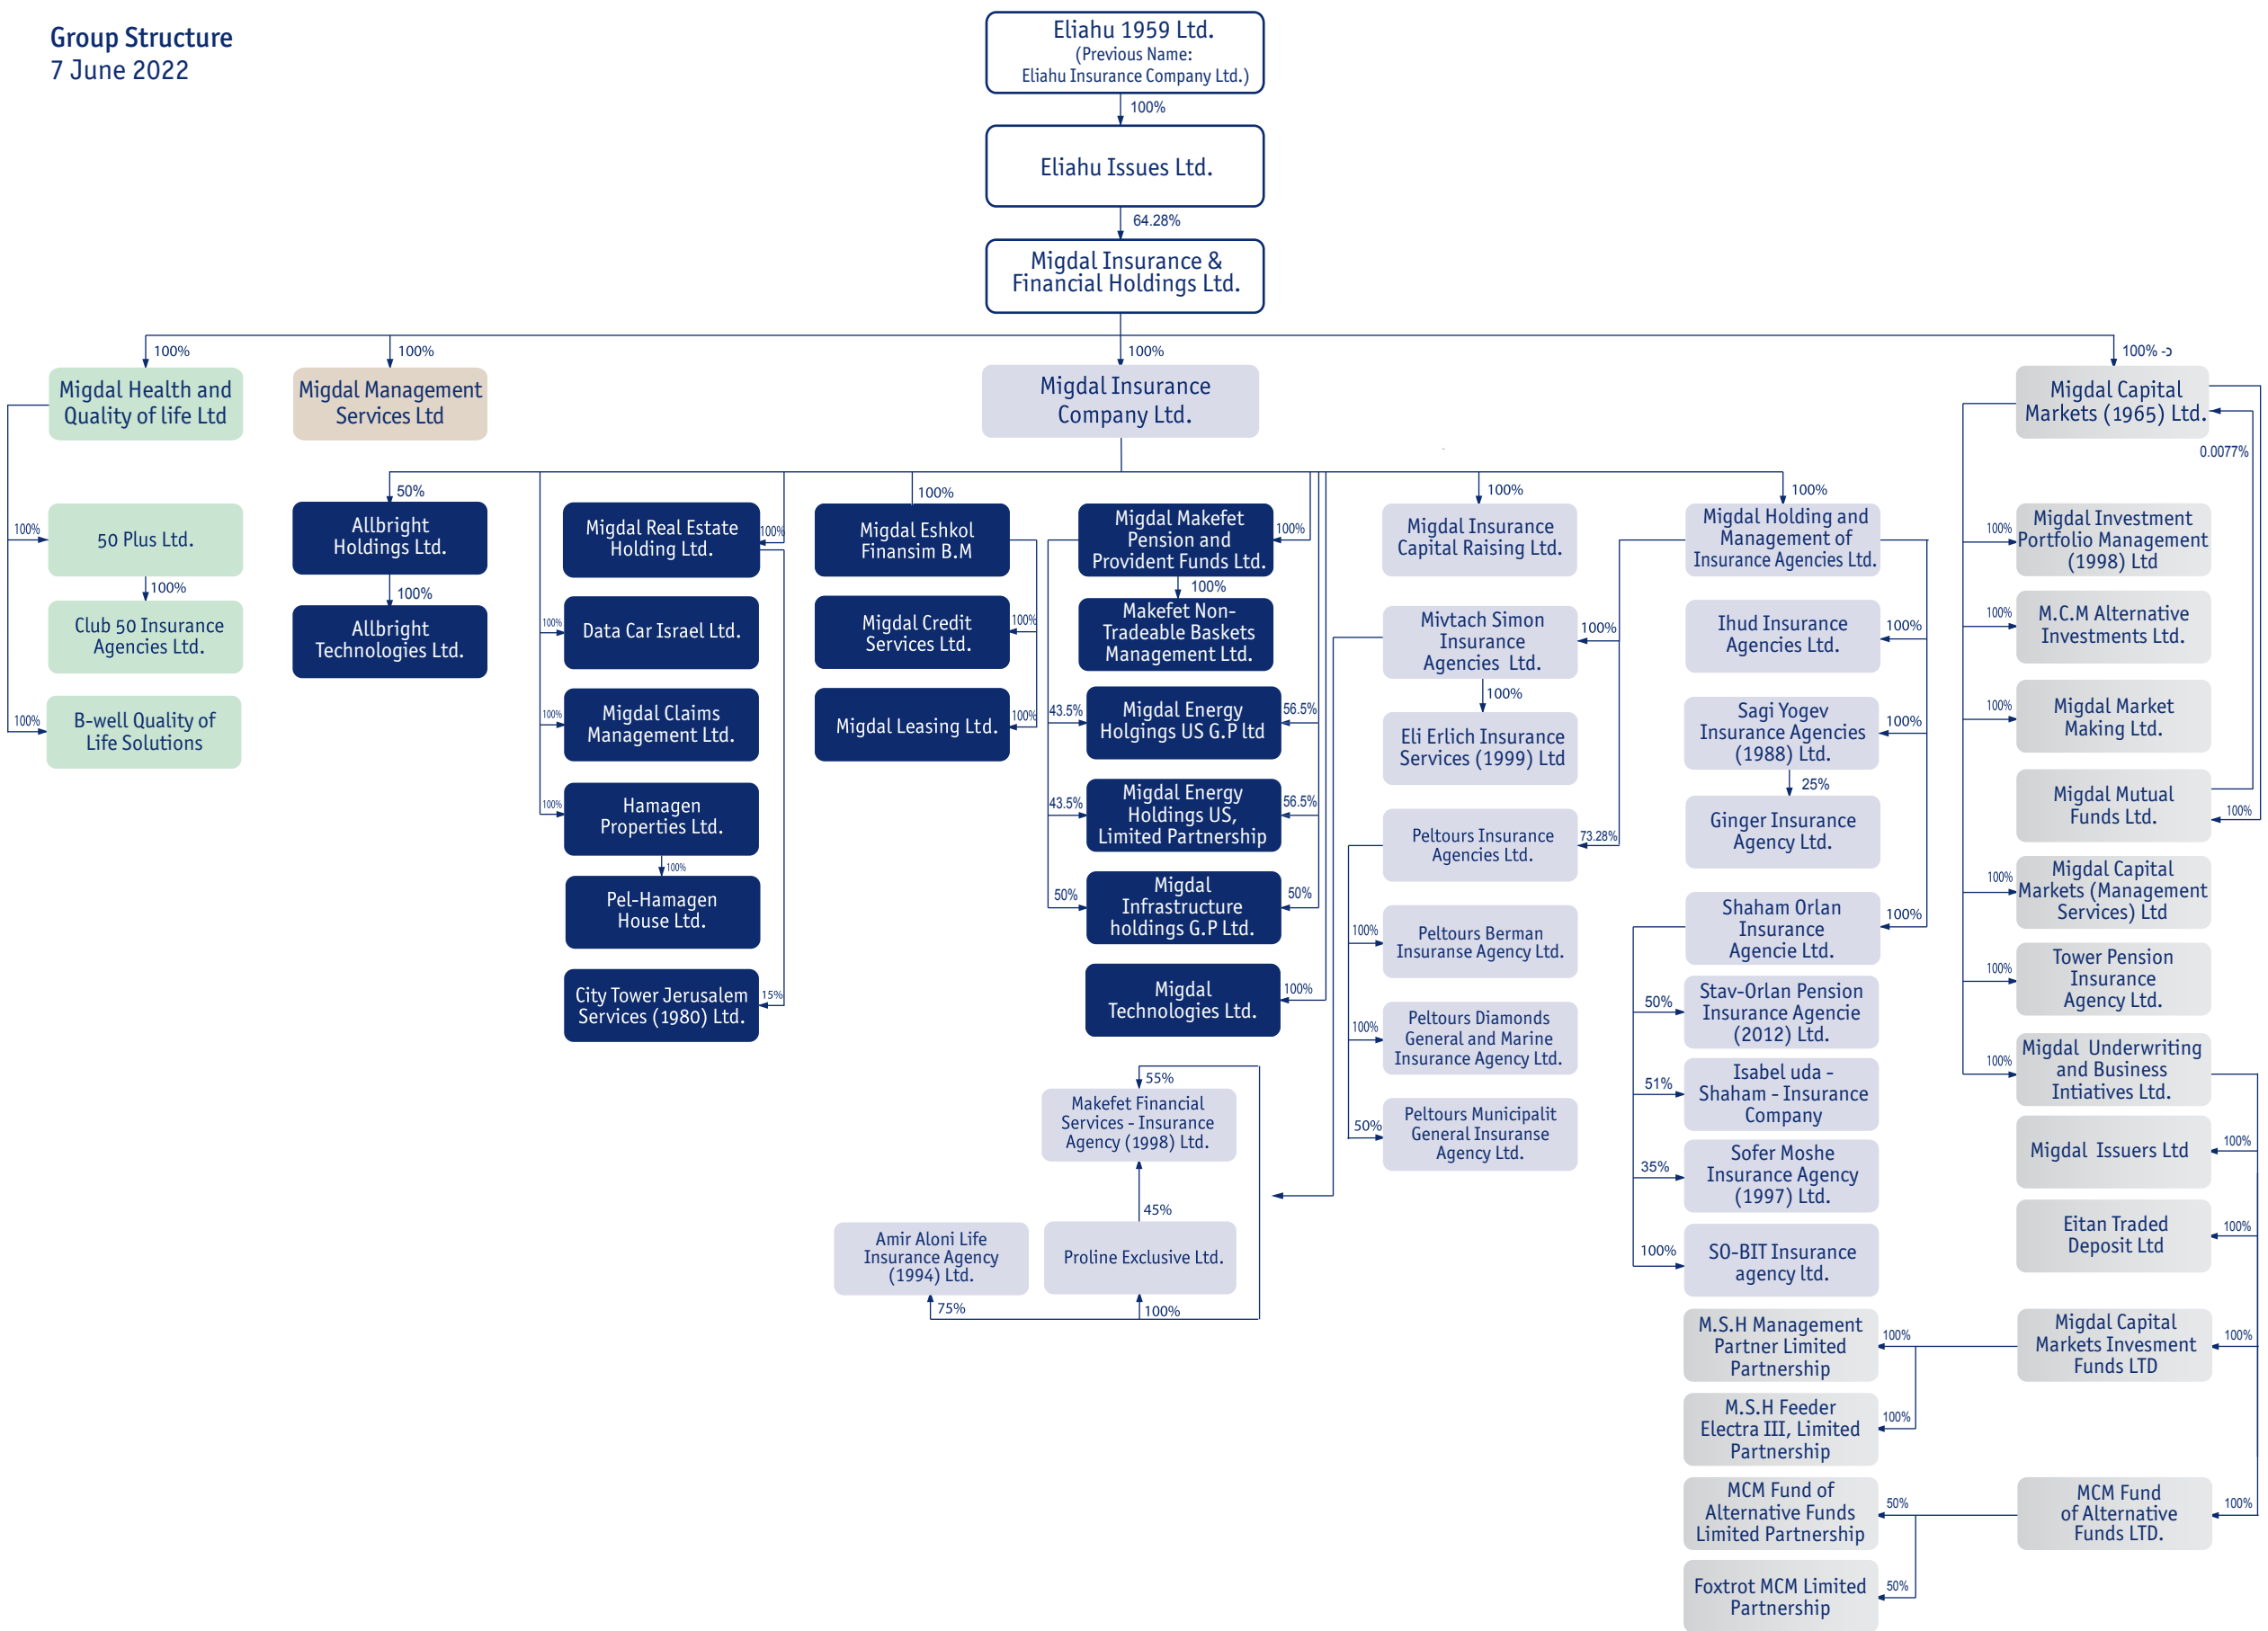 Group Structure
7 June 2022
Eliahu 1959 Ltd.
(Previous Name:
Eliahu Insurance Company Ltd.)
100%
Eliahu Issues Ltd.
64.28%
Migdal Insurance &
Financial Holdings Ltd.
100%
100%
100%
100% -כ
Migdal Health and
Quality of life Ltd
Migdal Management
Services Ltd
Migdal Insurance
Company Ltd.
Migdal Capital
Markets (1965) Ltd.
0.0077%
100%
50 Plus Ltd.
100%
Club 50 Insurance
Agencies Ltd.
100%
B-well Quality of
Life Solutions
50%
Allbright
Holdings Ltd.
100%
Allbright
Technologies Ltd.
Migdal Real Estate
Holding Ltd.
100%
100%
Data Car Israel Ltd.
100%
Migdal Claims
Management Ltd.
100%
Hamagen
Properties Ltd.
100%
Pel-Hamagen
House Ltd.
City Tower Jerusalem
Services (1980) Ltd.
15%
100%
Migdal Eshkol
Finansim B.M
Migdal Credit
Services Ltd.
100%
Migdal Leasing Ltd.
100%
Migdal Makefet
Pension and
Provident Funds Ltd.
100%
100%
Makefet Non-
Tradeable Baskets
Management Ltd.
43.5%
Migdal Energy
Holgings US G.P ltd
56.5%
43.5%
Migdal Energy
Holdings US,
Limited Partnership
56.5%
50%
Migdal
Infrastructure
holdings G.P Ltd.
50%
Migdal
Technologies Ltd.
100%
55%
Makefet Financial
Services - Insurance
Agency (1998) Ltd.
45%
Amir Aloni Life
Insurance Agency
(1994) Ltd.
Proline Exclusive Ltd.
75%
100%
100%
Migdal Insurance
Capital Raising Ltd.
Mivtach Simon
Insurance
Agencies  Ltd.
100%
100%
Eli Erlich Insurance
Services (1999) Ltd
Peltours Insurance
Agencies Ltd.
73.28%
100%
Peltours Berman
Insuranse Agency Ltd.
100%
Peltours Diamonds
General and Marine
Insurance Agency Ltd.
50%
Peltours Municipalit
General Insuranse
Agency Ltd.
100%
Migdal Holding and
Management of
Insurance Agencies Ltd.
Ihud Insurance
Agencies Ltd.
100%
Sagi Yogev
Insurance Agencies
(1988) Ltd.
100%
25%
Ginger Insurance
Agency Ltd.
Shaham Orlan
Insurance
Agencie Ltd.
100%
50%
Stav-Orlan Pension
Insurance Agencie
(2012) Ltd.
51%
Isabel uda -
Shaham - Insurance
Company
35%
Sofer Moshe
Insurance Agency
(1997) Ltd.
100%
SO-BIT Insurance
agency ltd.
100%
Migdal Investment
Portfolio Management
(1998) Ltd
100%
M.C.M Alternative
Investments Ltd.
100%
Migdal Market
Making Ltd.
Migdal Mutual
Funds Ltd.
100%
100%
Migdal Capital
Markets (Management
Services) Ltd
100%
Tower Pension
Insurance
Agency Ltd.
100%
Migdal  Underwriting
and Business
Intiatives Ltd.
Migdal  Issuers Ltd
100%
Eitan Traded
Deposit Ltd
100%
M.S.H Management
Partner Limited
Partnership
100%
Migdal Capital
Markets Invesment
Funds LTD
100%
M.S.H Feeder
Electra III, Limited
Partnership
100%
MCM Fund of
Alternative Funds
Limited Partnership
50%
MCM Fund
of Alternative
Funds LTD.
100%
Foxtrot MCM Limited
Partnership
50%